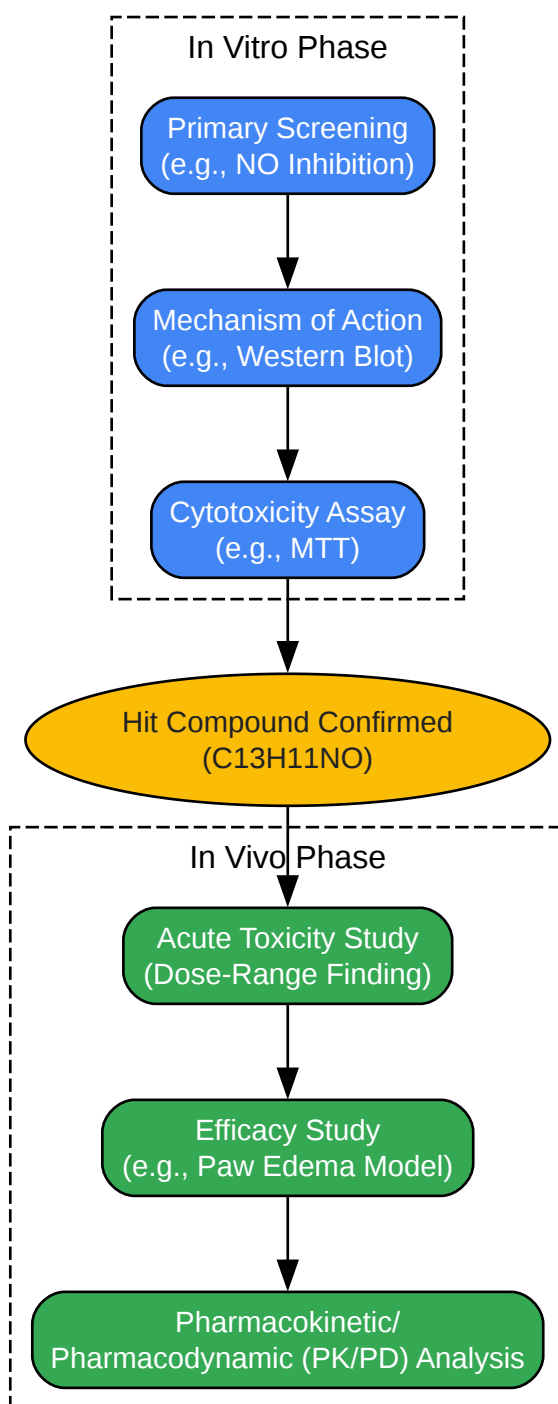 In Vitro Phase
Primary Screening
(e.g., NO Inhibition)
Mechanism of Action
(e.g., Western Blot)
Cytotoxicity Assay
(e.g., MTT)
Hit Compound Confirmed
(C13H11NO)
In Vivo Phase
Acute Toxicity Study
(Dose-Range Finding)
Efficacy Study
(e.g., Paw Edema Model)
Pharmacokinetic/
Pharmacodynamic (PK/PD) Analysis